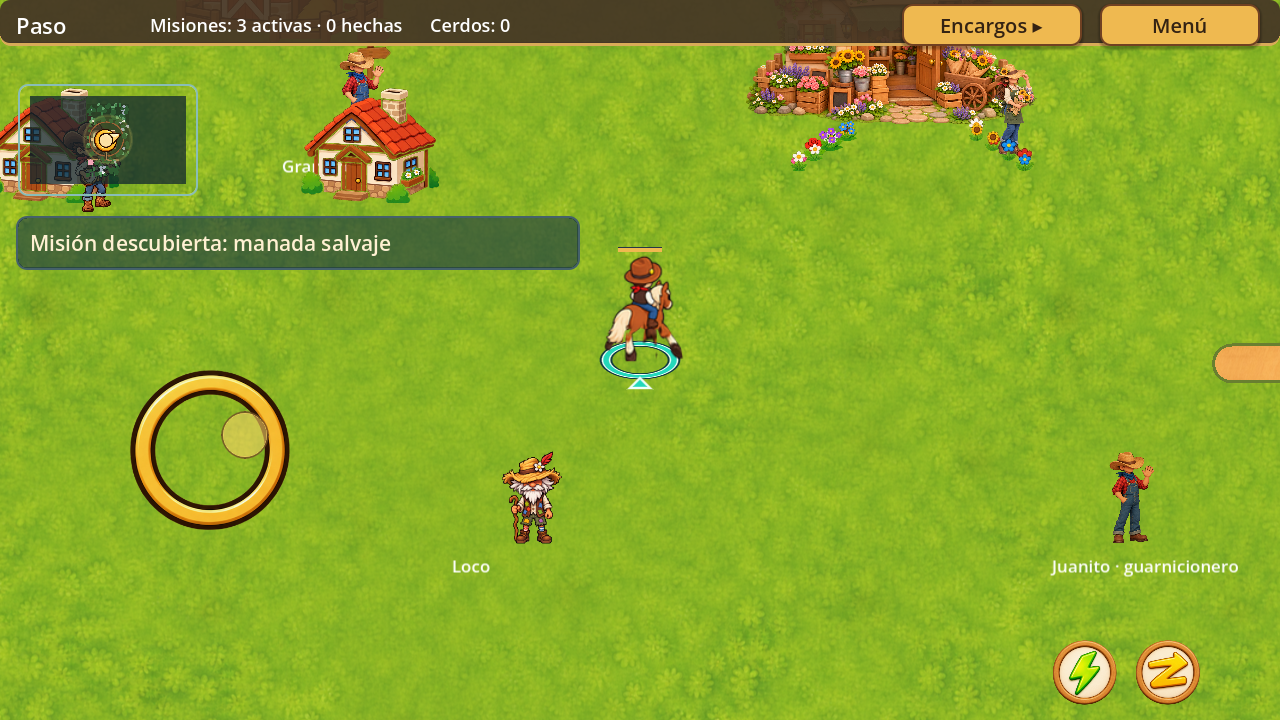 Paso
Misiones: 3 activas · 0 hechas
Cerdos: 0
Encargos ▸
Menú
Misión descubierta: manada salvaje
Loco
Juanito · guarnicionero